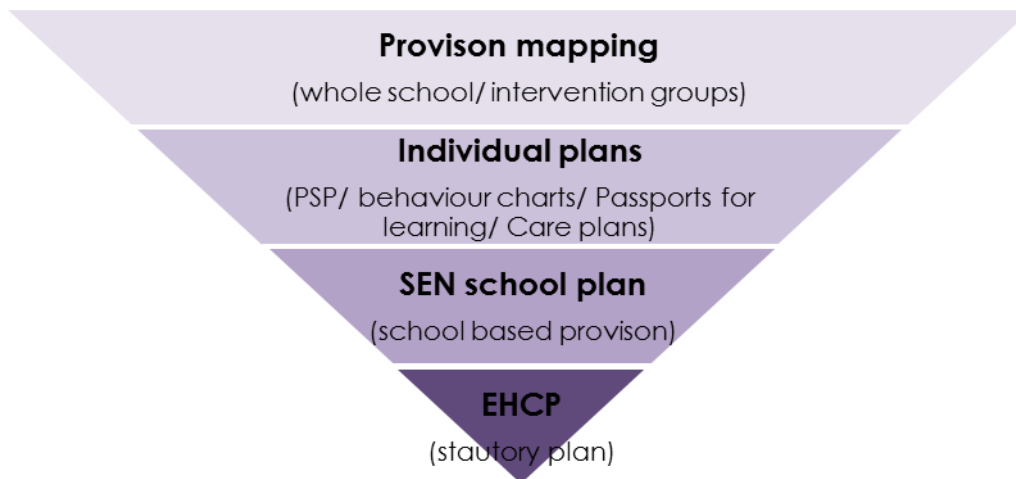 Provison mapping
(whole school/ intervention groups)
Individual plans
(PSP/ behaviour charts/ Passports for
learning/ Care plans)
SEN school plan
(school based provison)
EHCP
(stautory plan)